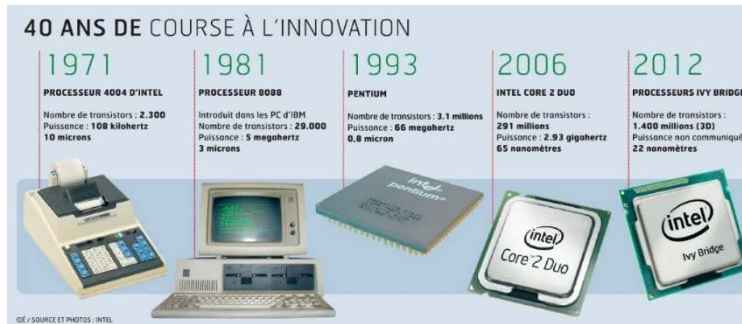 40 ANS DE COURSE À L'INNOVATION
1971
PROCESSEUR 4004 D'INTEL
Nombre de transistors : 2.300
Puissance : 108 kilohertz
10 microns
1981
PROCESSEUR 8088
Introduit dans les PC d'IBM
Nombre de transistors : 29.000
Puissance : 5 megahertz
3 microns
1993
PENTIUM
Nombre de transistors : 3.1 millions
Puissance : 66 megahertz
0,8 micron
2006
INTEL CORE 2 DUO
Nombre de transistors :
291 millions
Puissance : 2.93 gigahertz
65 nanomètres
2012
PROCESSEURS IVY BRIDGE
Nombre de transistors :
1.400 millions (3D)
Puissance non communiqué
22 nanomètres
intel
pentium
intel
Core 2 Duo
intel
Ivy Bridge
IDÉ / SOURCE ET PHOTOS : INTEL